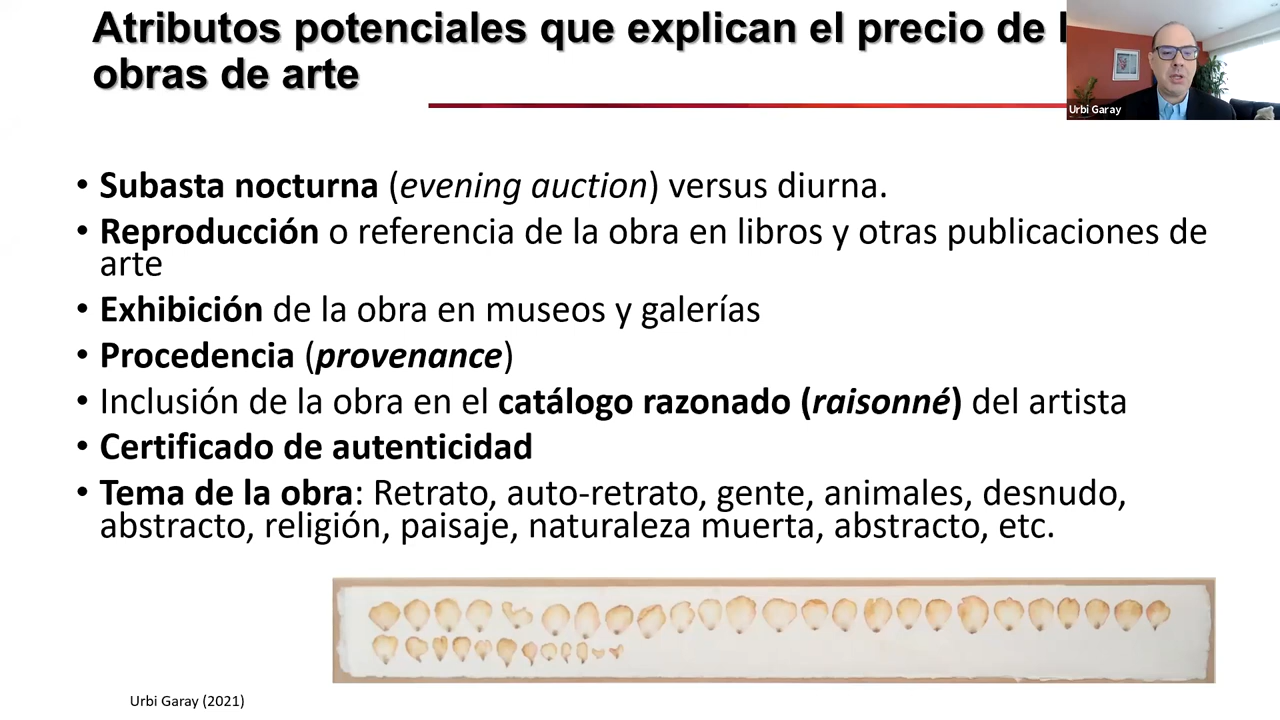 Atributos potenciales que explican el precio de
obras de arte
Urbi Garay
• Subasta nocturna (evening auction) versus diurna.
• Reproducción o referencia de la obra en libros y otras publicaciones de
arte
• Exhibición de la obra en museos y galerías
• Procedencia (provenance)
• Inclusión de la obra en el catálogo razonado (raisonné) del artista
• Certificado de autenticidad
• Tema de la obra: Retrato, auto-retrato, gente, animales, desnudo,
abstracto, religión, paisaje, naturaleza muerta, abstracto, etc.
Urbi Garay (2021)